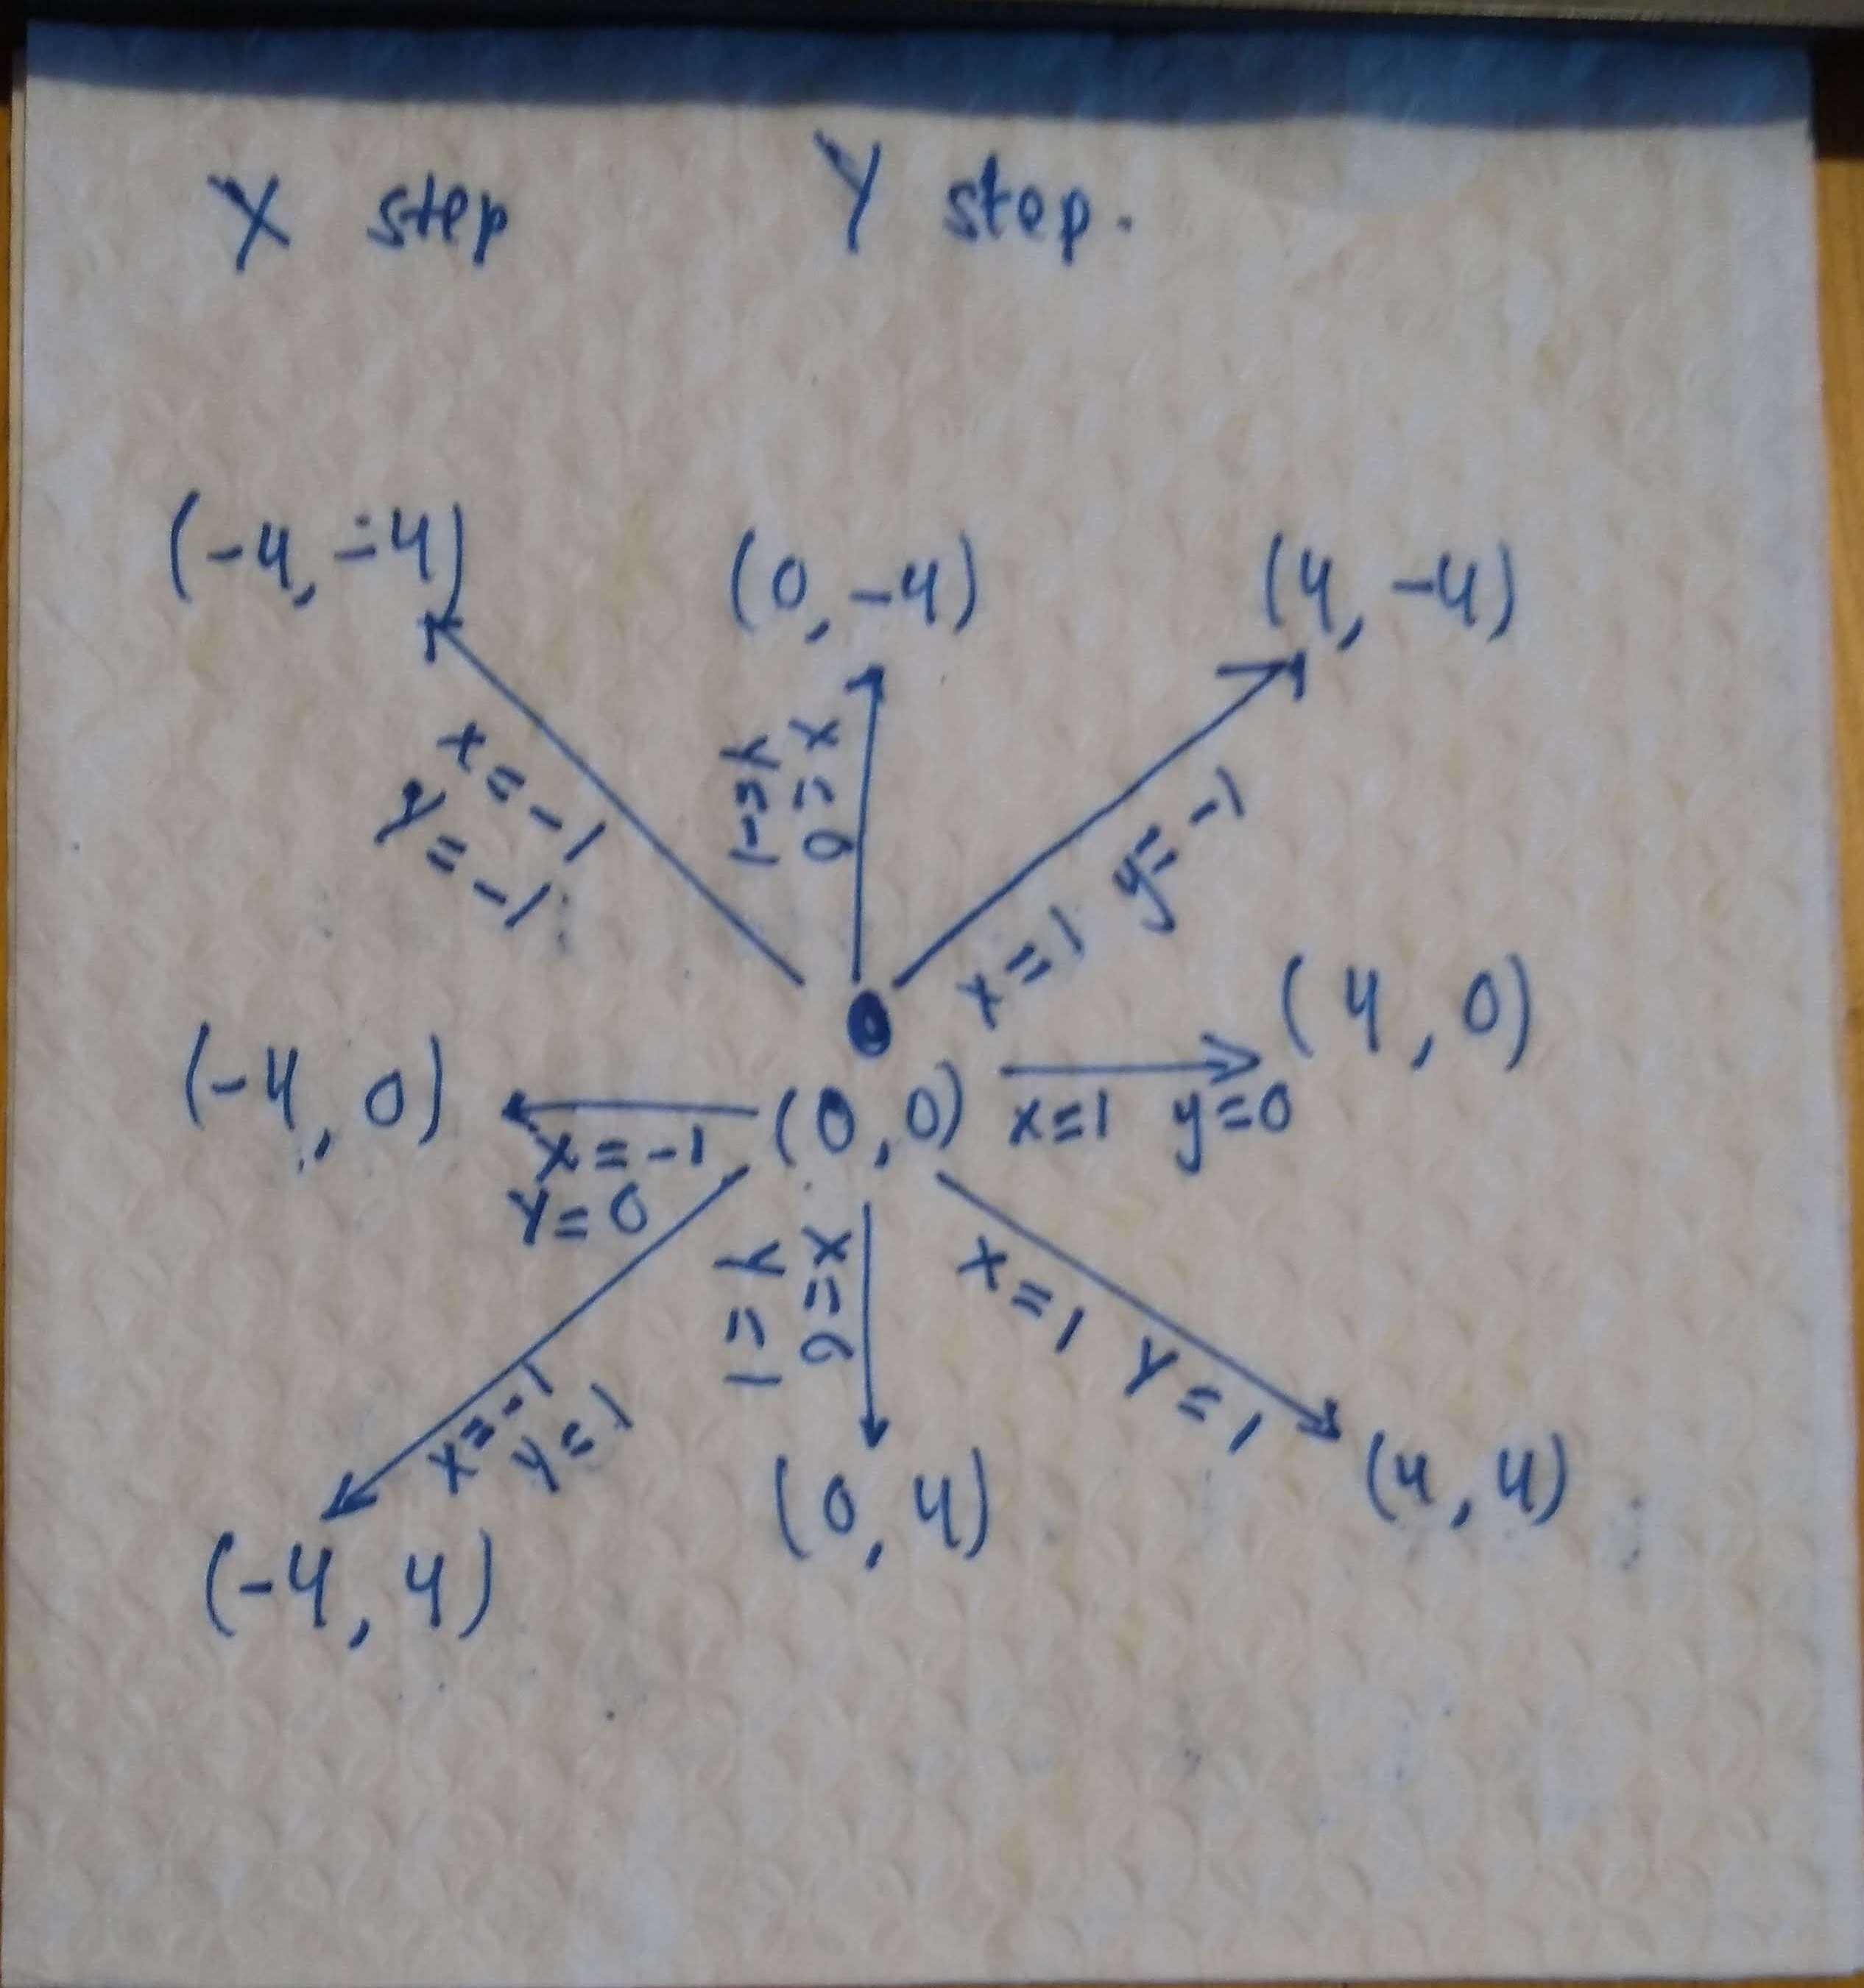 X step Y step.
(-4, -4) (0, -4) (4, -4)
x = -1
y = -1
y=-1
x=0
x=1 y=-1
(-4, 0) (0,0) (4, 0)
x=-1
Y=0
x=1 y=0
x=-1
y=1
Y=1
X=0
X=1 Y=1
(-4, 4) (0, 4) (4, 4)